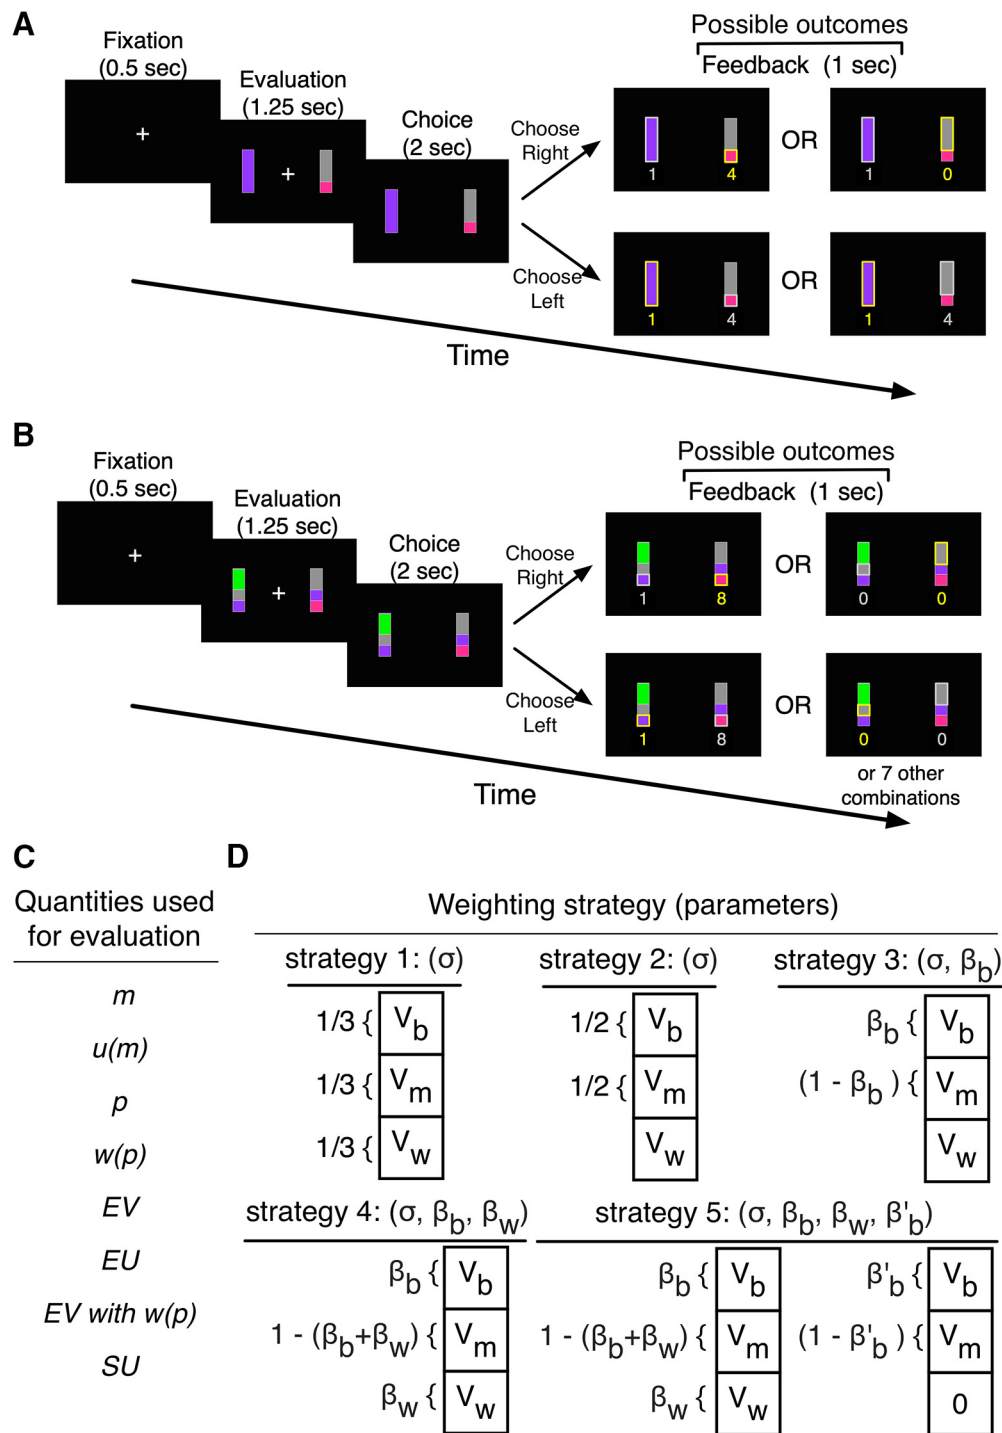 A
Fixation
(0.5 sec)
+
Evaluation
(1.25 sec)
+
Choice
(2 sec)
Choose
Right
Choose
Left
Possible outcomes
Feedback (1 sec)
1 4
OR
1 0
1 4
OR
1 4
Time
B
Fixation
(0.5 sec)
+
Evaluation
(1.25 sec)
+
Choice
(2 sec)
Choose
Right
Choose
Left
Possible outcomes
Feedback (1 sec)
1 8
OR
0 0
1 8
OR
0 0
or 7 other
combinations
Time
C
Quantities used
for evaluation
m
u(m)
p
w(p)
EV
EU
EV with w(p)
SU
D
Weighting strategy (parameters)
strategy 1: (σ)
1/3 { V_b
1/3 { V_m
1/3 { V_w
strategy 2: (σ)
1/2 { V_b
1/2 { V_m
V_w
strategy 3: (σ, β_b)
β_b { V_b
(1 - β_b ) { V_m
V_w
strategy 4: (σ, β_b, β_w)
β_b { V_b
1 - (β_b+β_w) { V_m
β_w { V_w
strategy 5: (σ, β_b, β_w, β'_b)
β_b { V_b
1 - (β_b+β_w) { V_m
β_w { V_w
β'_b { V_b
(1 - β'_b ) { V_m
0